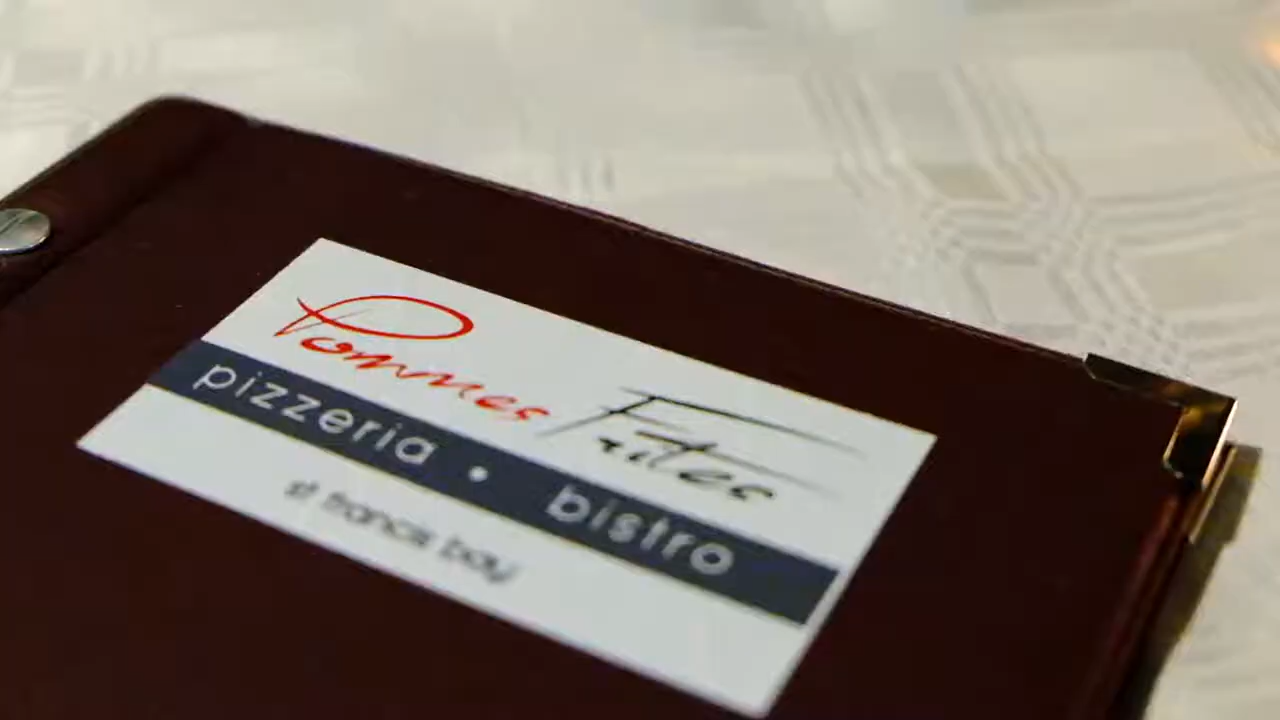 Pommes Frites
pizzeria • bistro
st francis bay